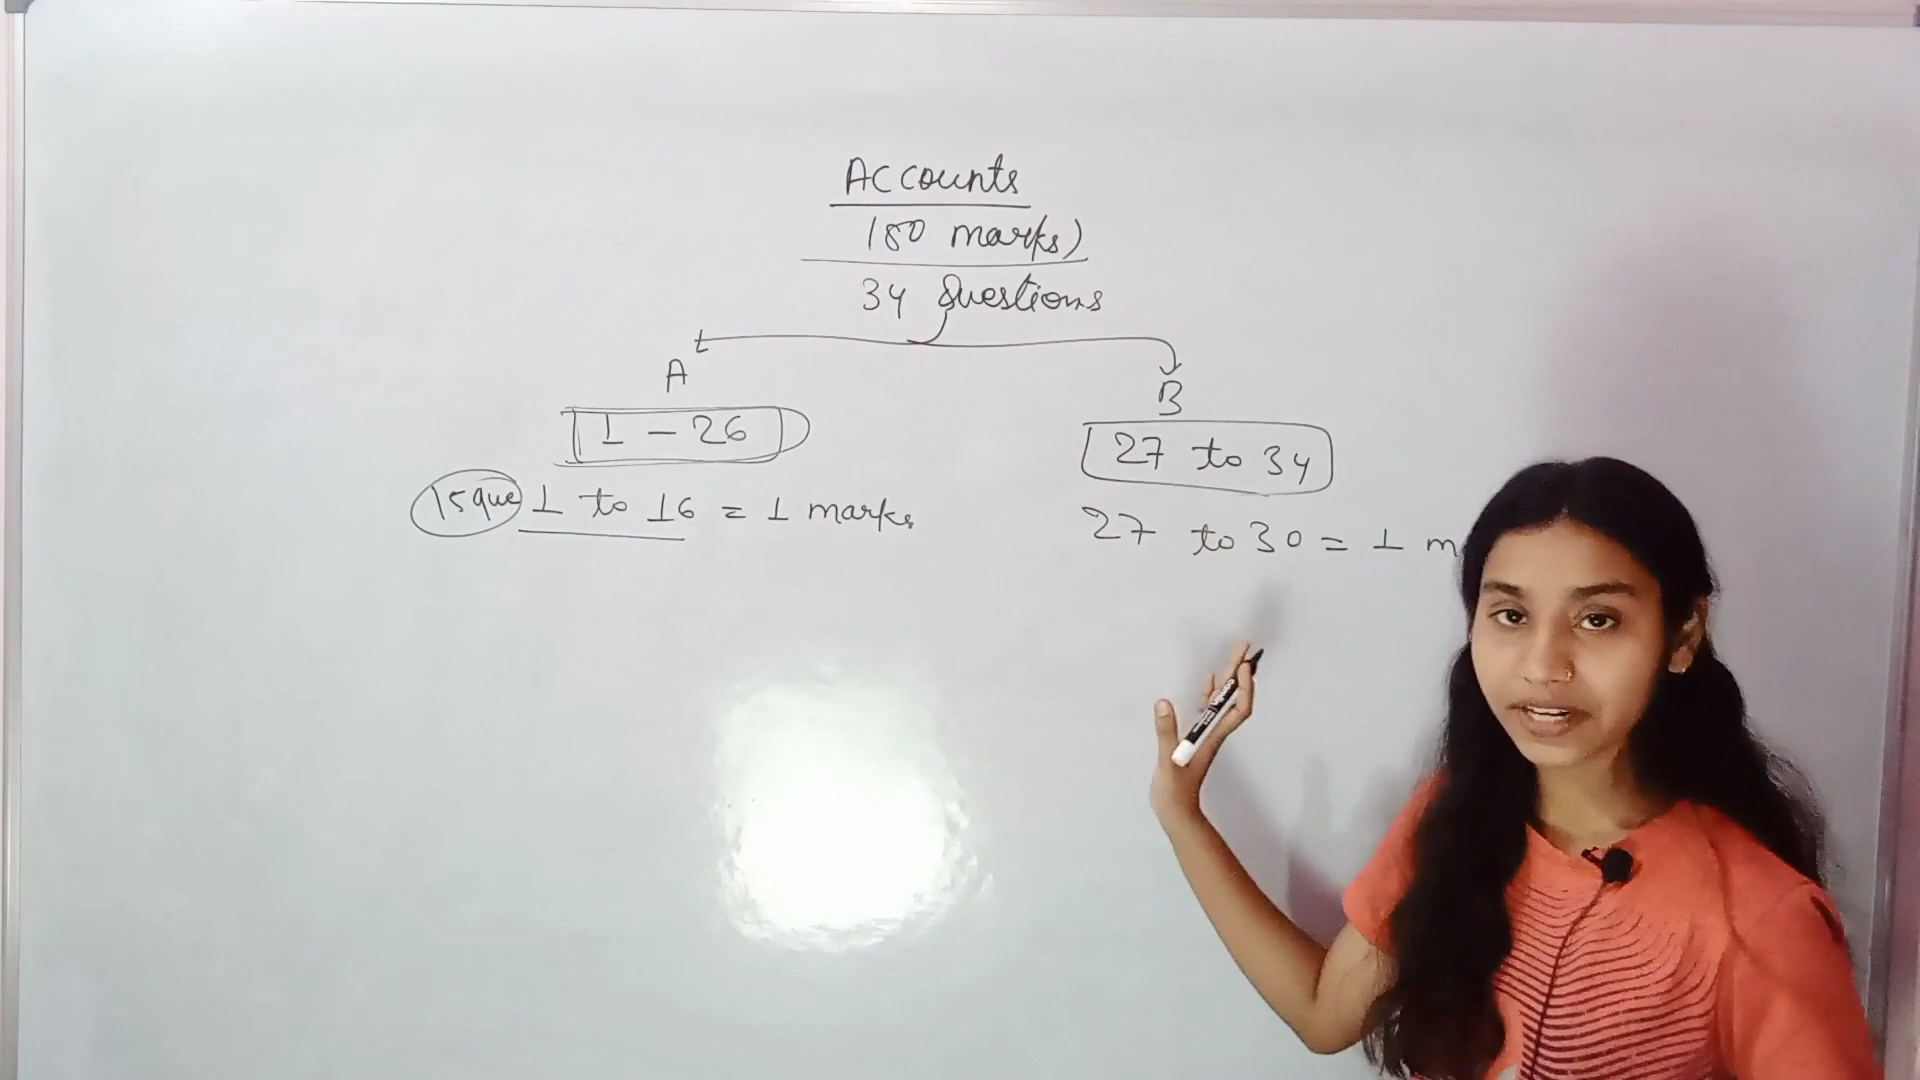 Accounts
(80 marks)
34 Questions
A
B
1 - 26
27 to 34
15 que 1 to 16 = 1 marks
27 to 30 = 1 m